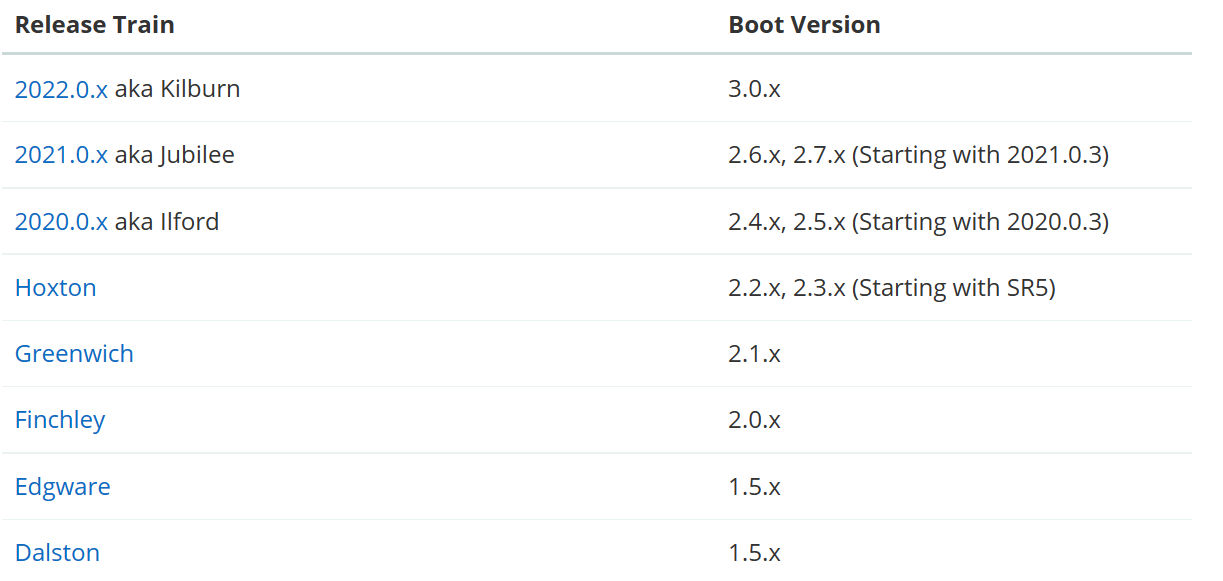 Release Train Boot Version
2022.0.x aka Kilburn 3.0.x
2021.0.x aka Jubilee 2.6.x, 2.7.x (Starting with 2021.0.3)
2020.0.x aka Ilford 2.4.x, 2.5.x (Starting with 2020.0.3)
Hoxton 2.2.x, 2.3.x (Starting with SR5)
Greenwich 2.1.x
Finchley 2.0.x
Edgware 1.5.x
Dalston 1.5.x